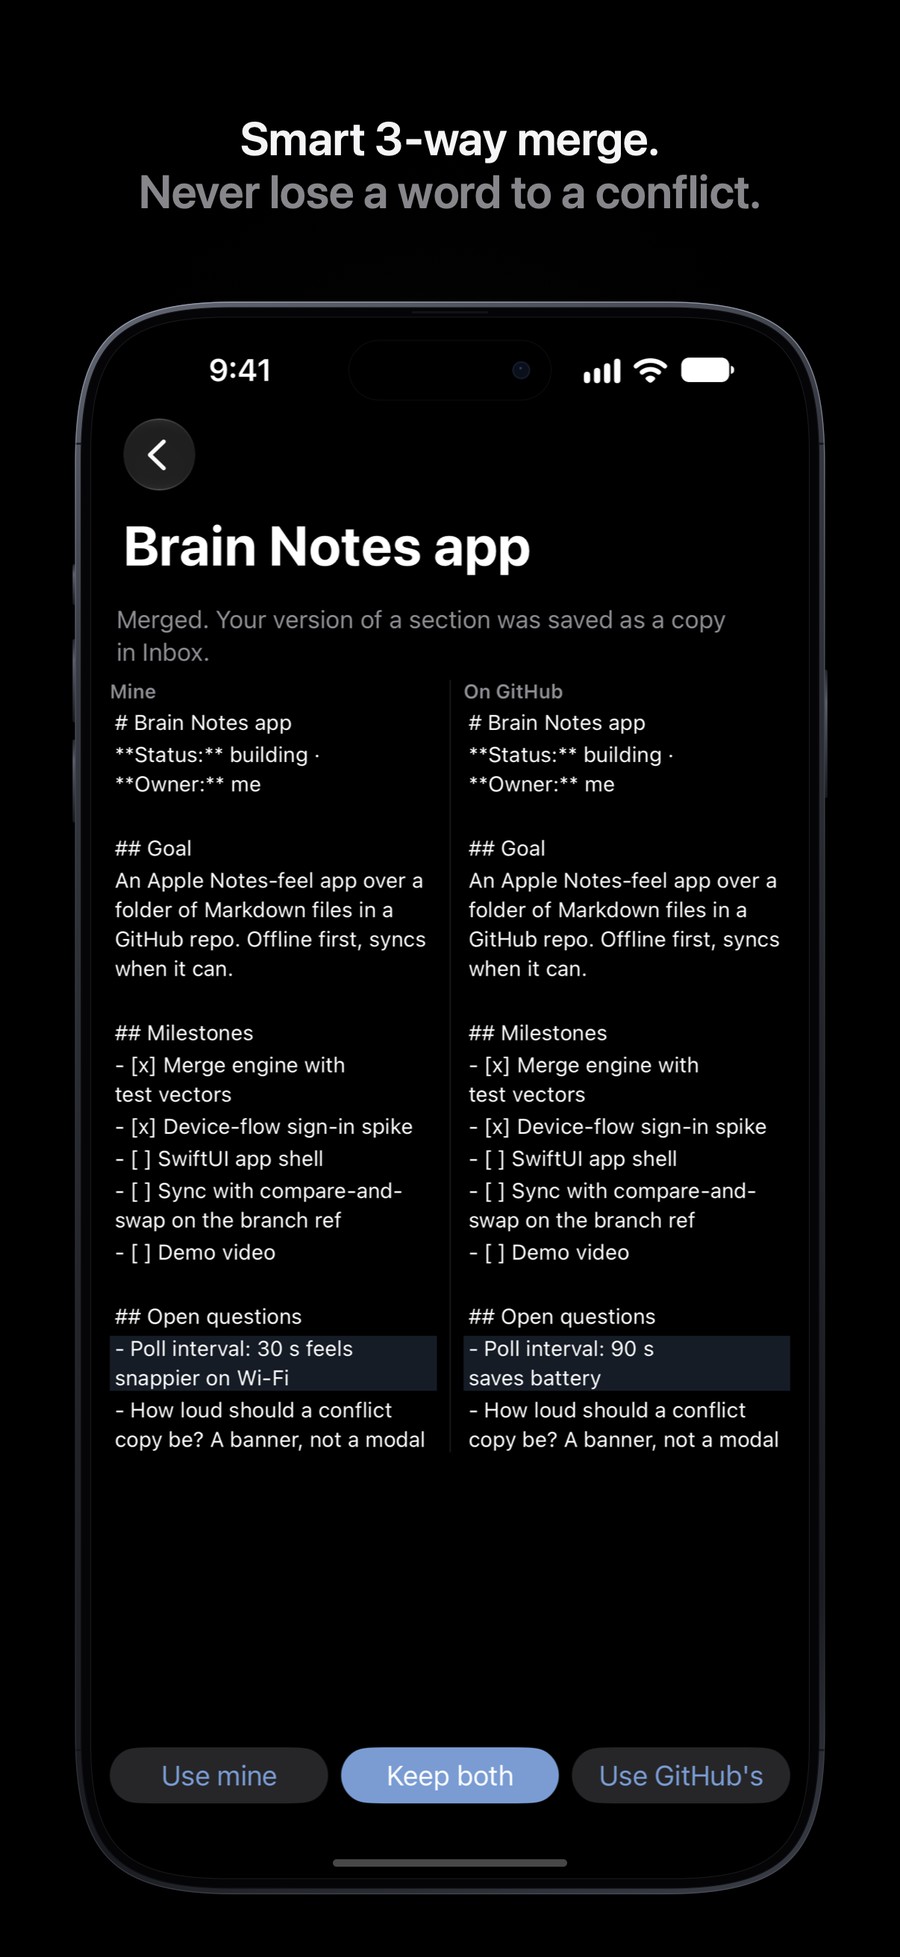 Smart 3-way merge.
Never lose a word to a conflict.
9:41
Brain Notes app
Merged. Your version of a section was saved as a copy
in Inbox.
Mine
# Brain Notes app
**Status:** building ·
**Owner:** me
## Goal
An Apple Notes-feel app over a
folder of Markdown files in a
GitHub repo. Offline first, syncs
when it can.
## Milestones
- [x] Merge engine with
test vectors
- [x] Device-flow sign-in spike
- [ ] SwiftUI app shell
- [ ] Sync with compare-and-
swap on the branch ref
- [ ] Demo video
## Open questions
- Poll interval: 30 s feels
snappier on Wi-Fi
- How loud should a conflict
copy be? A banner, not a modal
On GitHub
# Brain Notes app
**Status:** building ·
**Owner:** me
## Goal
An Apple Notes-feel app over a
folder of Markdown files in a
GitHub repo. Offline first, syncs
when it can.
## Milestones
- [x] Merge engine with
test vectors
- [x] Device-flow sign-in spike
- [ ] SwiftUI app shell
- [ ] Sync with compare-and-
swap on the branch ref
- [ ] Demo video
## Open questions
- Poll interval: 90 s
saves battery
- How loud should a conflict
copy be? A banner, not a modal
Use mine
Keep both
Use GitHub's